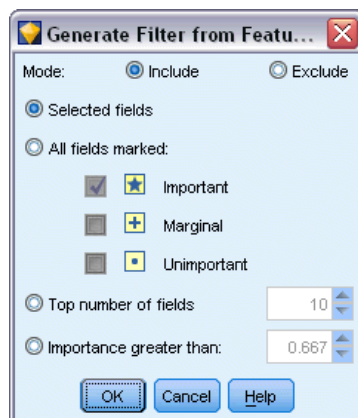 Generate Filter from Featu...
Mode: Include Exclude
Selected fields
All fields marked:
Important
Marginal
Unimportant
Top number of fields 10
Importance greater than: 0.667
OK Cancel Help